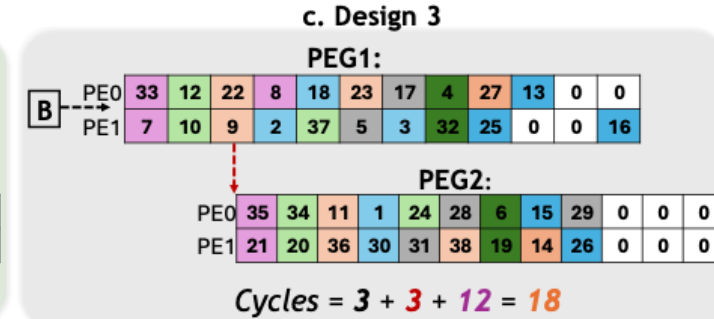 c. Design 3
PEG1:
B PE0 33 12 22 8 18 23 17 4 27 13 0 0
PE1 7 10 9 2 37 5 3 32 25 0 0 16
PEG2:
PE0 35 34 11 1 24 28 6 15 29 0 0 0
PE1 21 20 36 30 31 38 19 14 26 0 0 0
Cycles = 3 + 3 + 12 = 18